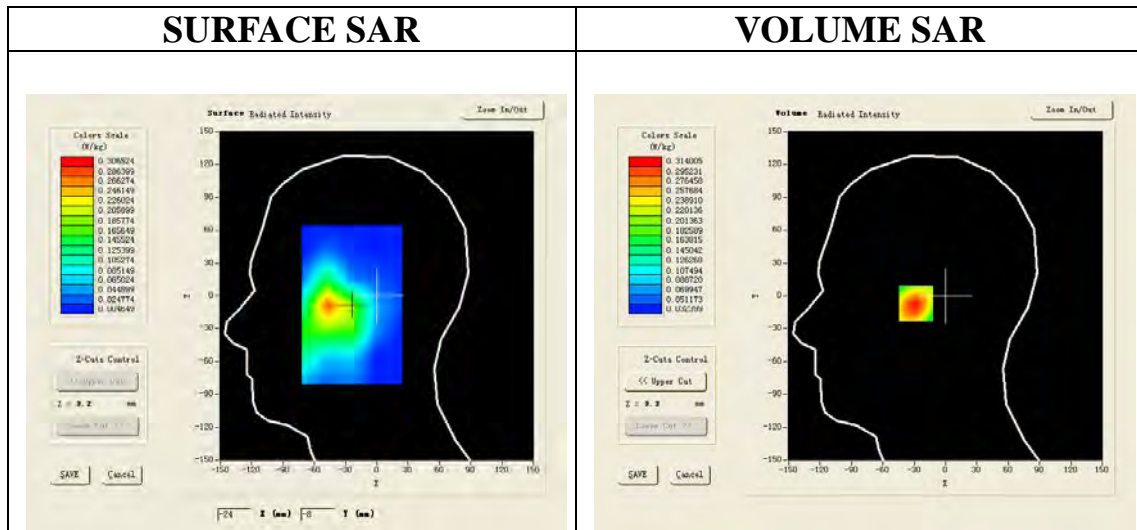 SURFACE SAR
VOLUME SAR
Surface Radiated Intensity
Zoom In/Out
Colors Scale
(W/kg)
0.306524
0.286399
0.266274
0.246149
0.226024
0.205899
0.185774
0.165649
0.145524
0.125399
0.105274
0.085149
0.065024
0.044899
0.024774
0.004649
150
120
90
60
30
0
-30
-60
-90
-120
-150
Y
-150 -120 -90 -60 -30 0 30 60 90 120 150
X
Z-Cuts Control
<< Upper Cut
Z = 3.2 mm
Lower Cut >>
SAVE Cancel
-24 X (mm) -8 Y (mm)
Volume Radiated Intensity
Zoom In/Out
Colors Scale
(W/kg)
0.314005
0.295231
0.276458
0.257684
0.238910
0.220136
0.201363
0.182589
0.163815
0.145042
0.126268
0.107494
0.088720
0.069947
0.051173
0.032399
150
120
90
60
30
0
-30
-60
-90
-120
-150
Y
-150 -120 -90 -60 -30 0 30 60 90 120 150
X
Z-Cuts Control
<< Upper Cut
mm
Lower Cut >>
SAVE Cancel